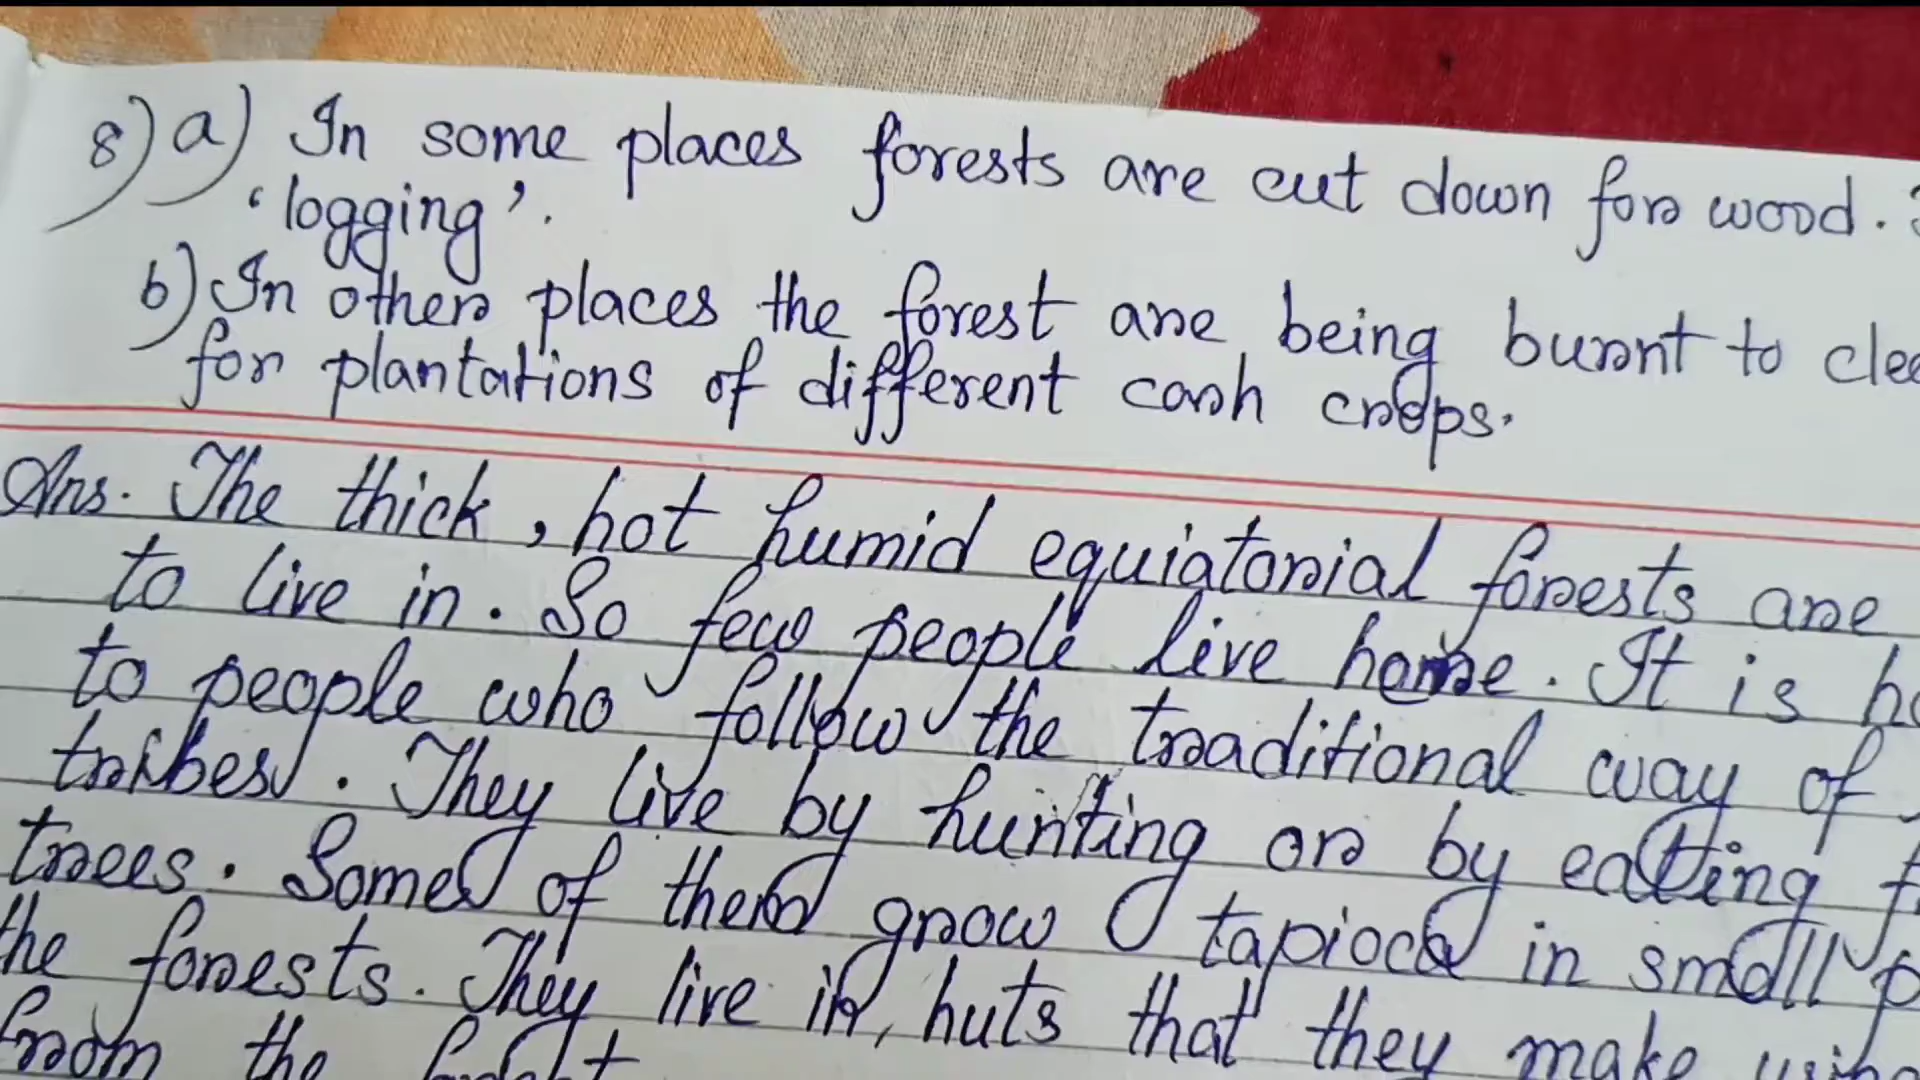 8) a) In some places forests are cut down for wood.
'logging'.
b) In other places the forest are being burnt to
for plantations of different cash crops.
Ans. The thick, hot humid equiatorial forests are
to live in. So few people live here. It is
to people who follow the traditional way of
tribes. They live by hunting or by eating
trees. Some of them grow tapioca in small
the forests. They live in huts that they make
from the